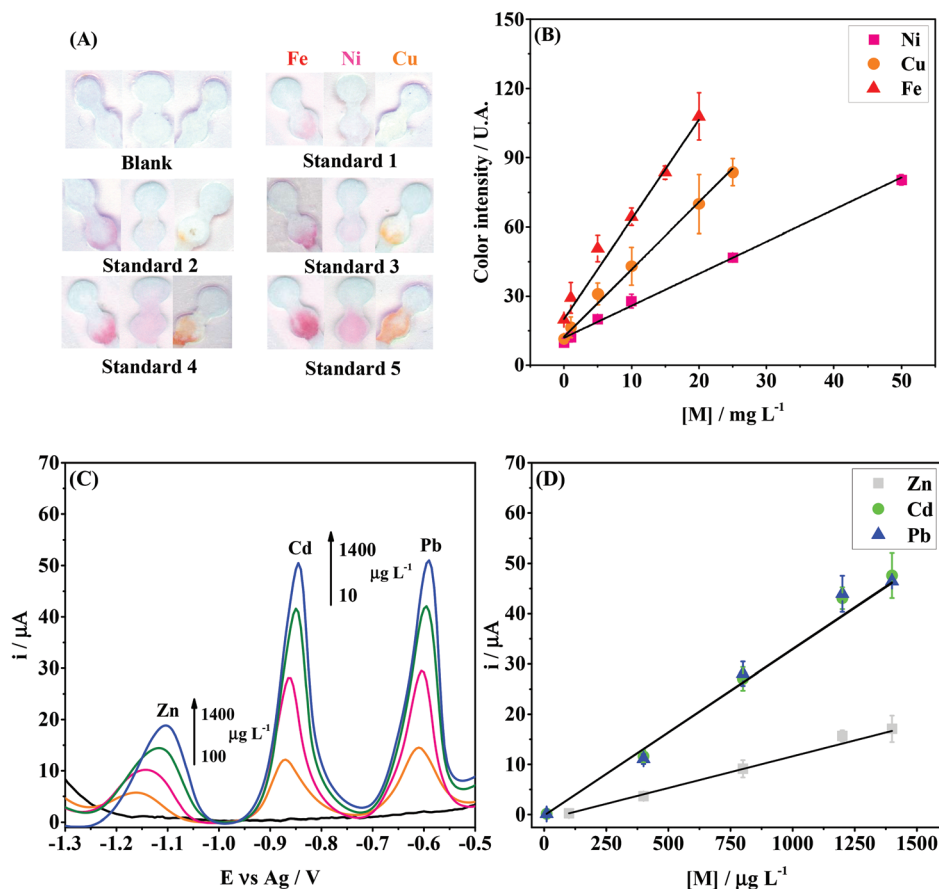 (A)
Fe Ni Cu
Blank
Standard 1
Standard 2
Standard 3
Standard 4
Standard 5
(B)
Ni
Cu
Fe
Color intensity / U.A.
150
120
90
60
30
0
0 10 20 30 40 50
[M] / mg L⁻¹
(C)
i / µA
70
60
50
40
30
20
10
0
Zn
1400
µg L⁻¹
100
Cd
1400
µg L⁻¹
10
Pb
-1.3 -1.2 -1.1 -1.0 -0.9 -0.8 -0.7 -0.6 -0.5
E vs Ag / V
(D)
Zn
Cd
Pb
i / µA
70
60
50
40
30
20
10
0
0 250 500 750 1000 1250 1500
[M] / µg L⁻¹